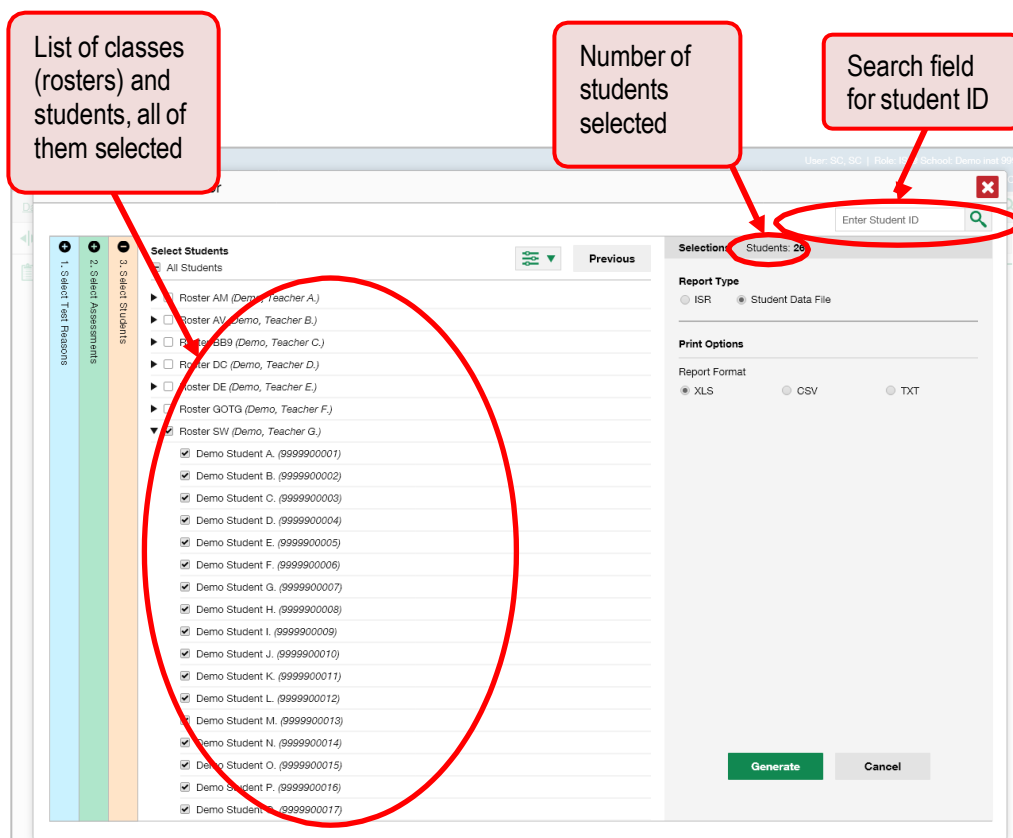 List of classes
(rosters) and
students, all of
them selected
Number of
students
selected
Search field
for student ID
User: SC, SC | Role: School: Demo inst
Enter Student ID
1. Select Test Reasons
2. Select Assessments
3. Select Students
Select Students
All Students
Previous
Roster AM (Demo, Teacher A.)
Roster AV (Demo, Teacher B.)
Roster BB9 (Demo, Teacher C.)
Roster DC (Demo, Teacher D.)
Roster DE (Demo, Teacher E.)
Roster GOTG (Demo, Teacher F.)
Roster SW (Demo, Teacher G.)
Demo Student A. (9999900001)
Demo Student B. (9999900002)
Demo Student C. (9999900003)
Demo Student D. (9999900004)
Demo Student E. (9999900005)
Demo Student F. (9999900006)
Demo Student G. (9999900007)
Demo Student H. (9999900008)
Demo Student I. (9999900009)
Demo Student J. (9999900010)
Demo Student K. (9999900011)
Demo Student L. (9999900012)
Demo Student M. (9999900013)
Demo Student N. (9999900014)
Demo Student O. (9999900015)
Demo Student P. (9999900016)
Demo Student (9999900017)
Selections Students: 26
Report Type
ISR Student Data File
Print Options
Report Format
XLS CSV TXT
Generate Cancel